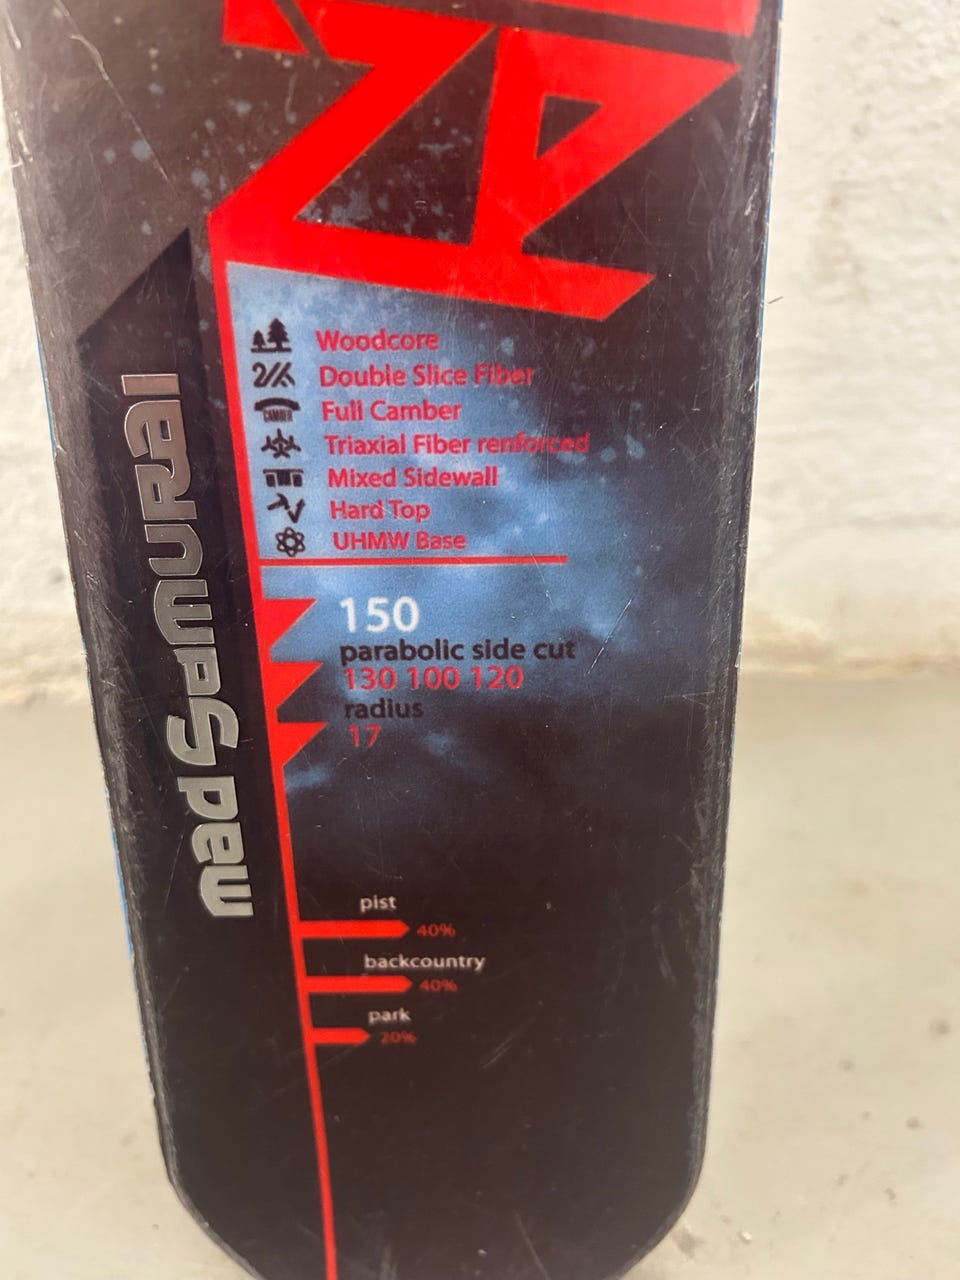 Woodcore
Double Slice Fiber
CAMBER
Full Camber
Triaxial Fiber renforced
Mixed Sidewall
Hard Top
UHMW Base
150
parabolic side cut
130 100 120
radius
17
mad samurai
pist
40%
backcountry
40%
park
20%